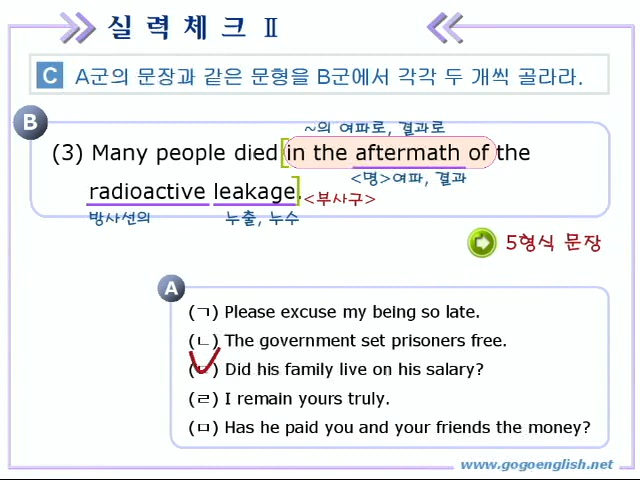 실 력 체 크 Ⅱ
C A군의 문장과 같은 문형을 B군에서 각각 두 개씩 골라라.
B
~의 여파로, 결과로
(3) Many people died [in the aftermath of the
<명>여파, 결과
radioactive leakage]. <부사구>
방사선의 누출, 누수
5형식 문장
A
(ㄱ) Please excuse my being so late.
(ㄴ) The government set prisoners free.
(ㄷ) Did his family live on his salary?
(ㄹ) I remain yours truly.
(ㅁ) Has he paid you and your friends the money?
www.gogoenglish.net